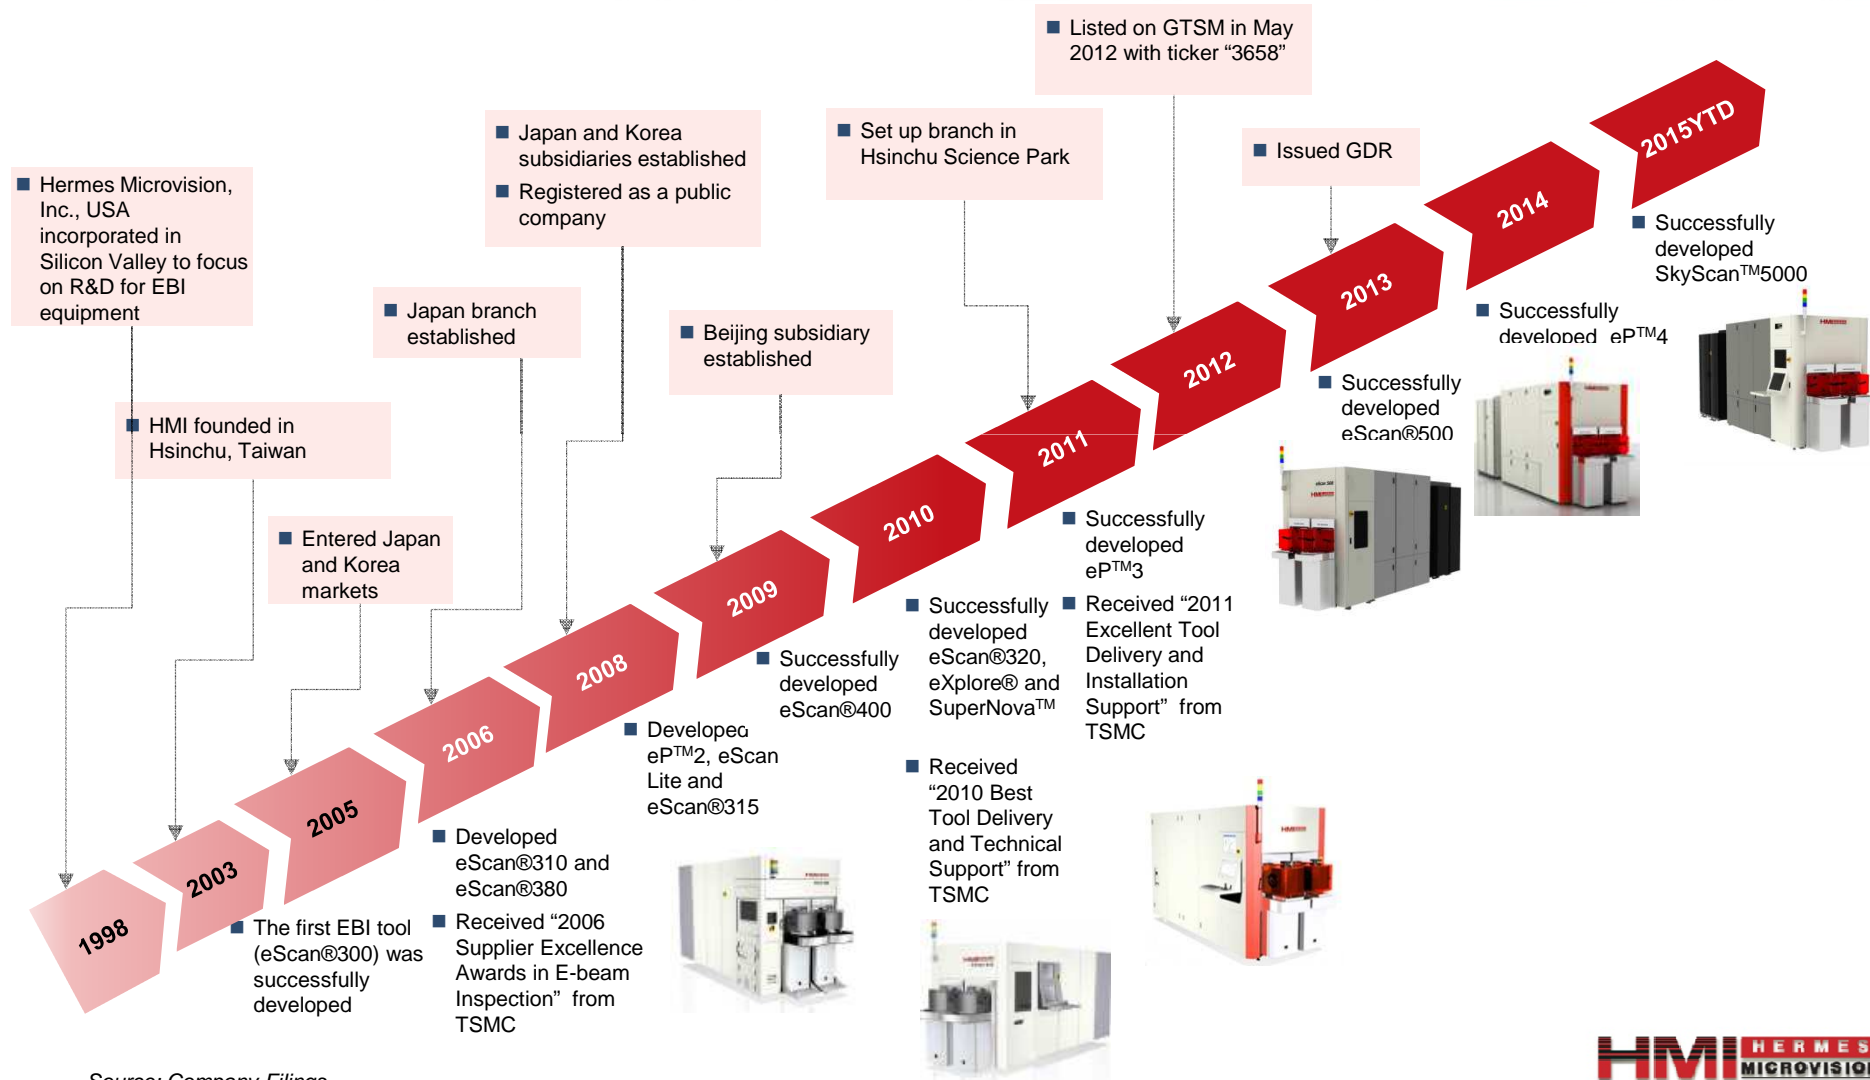 Listed on GTSM in May
2012 with ticker “3658”
Japan and Korea
subsidiaries established
Registered as a public
company
Set up branch in
Hsinchu Science Park
Issued GDR
Hermes Microvision,
Inc., USA
incorporated in
Silicon Valley to focus
on R&D for EBI
equipment
Japan branch
established
Beijing subsidiary
established
HMI founded in
Hsinchu, Taiwan
Entered Japan
and Korea
markets
1998
2003
2005
2006
2008
2009
2010
2011
2012
2013
2014
2015YTD
The first EBI tool
(eScan®300) was
successfully
developed
Developed
eScan®310 and
eScan®380
Received “2006
Supplier Excellence
Awards in E-beam
Inspection” from
TSMC
Developed
eP™2, eScan
Lite and
eScan®315
Successfully
developed
eScan®400
Successfully
developed
eScan®320,
eXplore® and
SuperNova™
Received
“2010 Best
Tool Delivery
and Technical
Support” from
TSMC
Successfully
developed
eP™3
Received “2011
Excellent Tool
Delivery and
Installation
Support” from
TSMC
Successfully
developed
eScan®500
Successfully
developed eP™4
Successfully
developed
SkyScan™5000
Source: Company Filings
HMI HERMES
MICROVISION